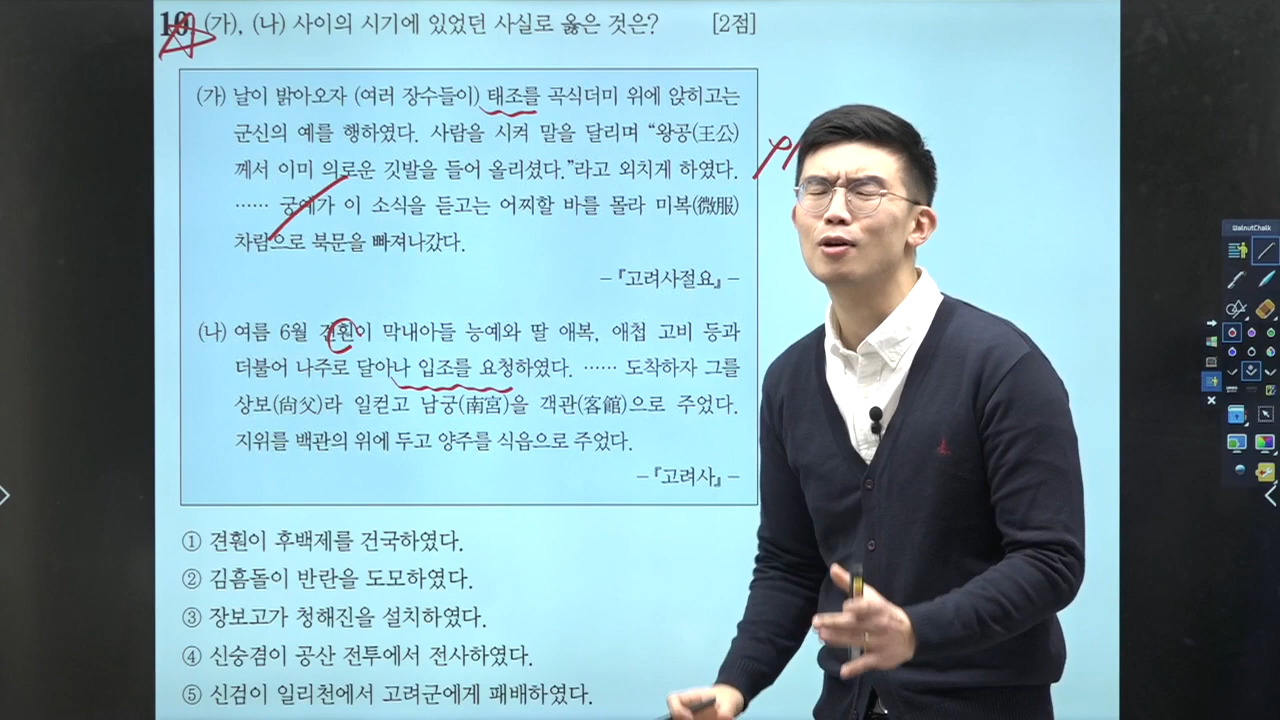 10 (가), (나) 사이의 시기에 있었던 사실로 옳은 것은? [2점]
(가) 날이 밝아오자 (여러 장수들이) 태조를 곡식더미 위에 앉히고는
군신의 예를 행하였다. 사람을 시켜 말을 달리며 “왕공(王公)
께서 이미 의로운 깃발을 들어 올리셨다.”라고 외치게 하였다.
…… 궁예가 이 소식을 듣고는 어찌할 바를 몰라 미복(微服)
차림으로 북문을 빠져나갔다.
-『고려사절요』-
(나) 여름 6월 견훤이 막내아들 능예와 딸 애복, 애첩 고비 등과
더불어 나주로 달아나 입조를 요청하였다. …… 도착하자 그를
상보(尙父)라 일컫고 남궁(南宮)을 객관(客館)으로 주었다.
지위를 백관의 위에 두고 양주를 식읍으로 주었다.
-『고려사』-
① 견훤이 후백제를 건국하였다.
② 김흠돌이 반란을 도모하였다.
③ 장보고가 청해진을 설치하였다.
④ 신숭겸이 공산 전투에서 전사하였다.
⑤ 신검이 일리천에서 고려군에게 패배하였다.
WalnutChalk